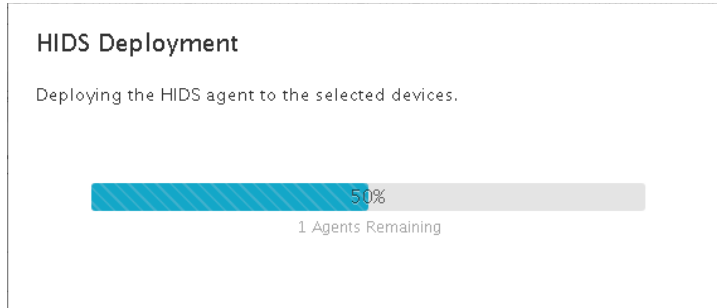 HIDS Deployment
Deploying the HIDS agent to the selected devices.
50%
1 Agents Remaining